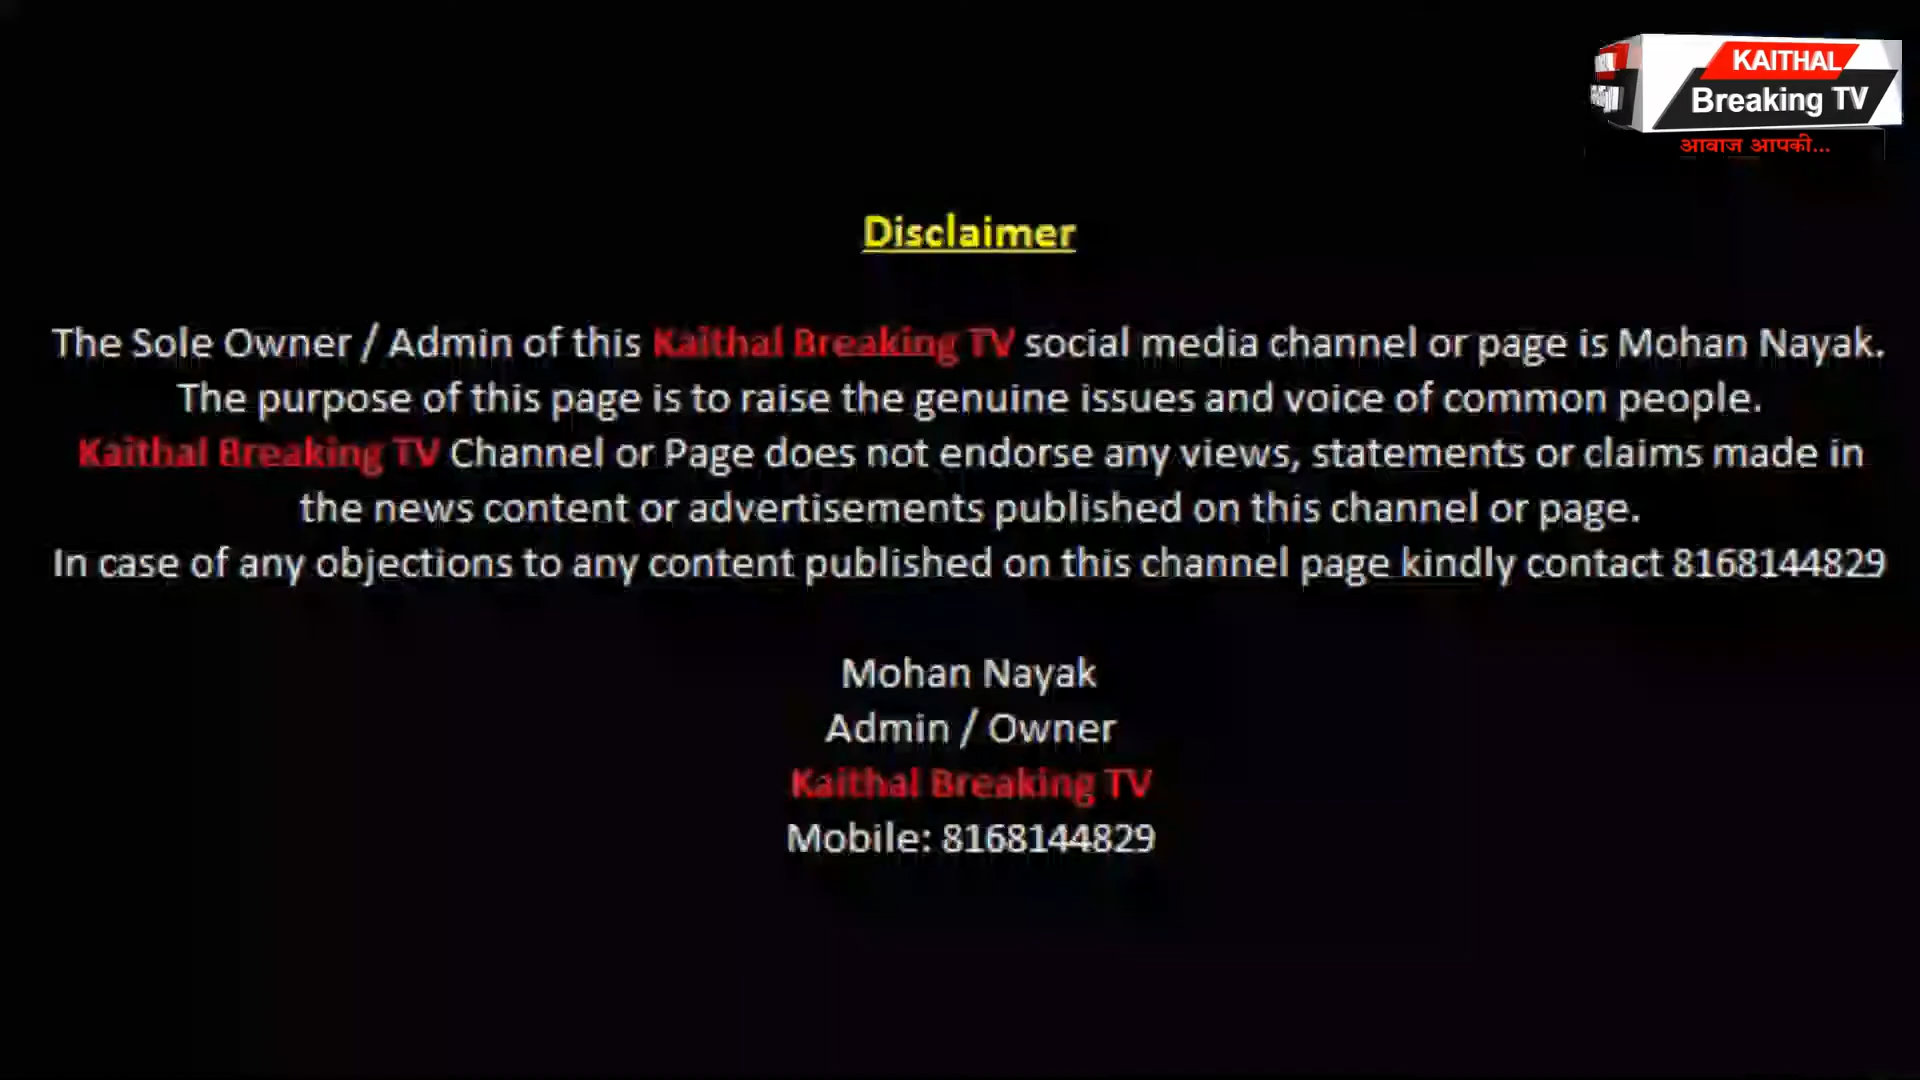 KAITHAL
Breaking TV
आवाज आपकी...
Disclaimer
The Sole Owner / Admin of this Kaithal Breaking TV social media channel or page is Mohan Nayak.
The purpose of this page is to raise the genuine issues and voice of common people.
Kaithal Breaking TV Channel or Page does not endorse any views, statements or claims made in
the news content or advertisements published on this channel or page.
In case of any objections to any content published on this channel page kindly contact 8168144829
Mohan Nayak
Admin / Owner
Kaithal Breaking TV
Mobile: 8168144829